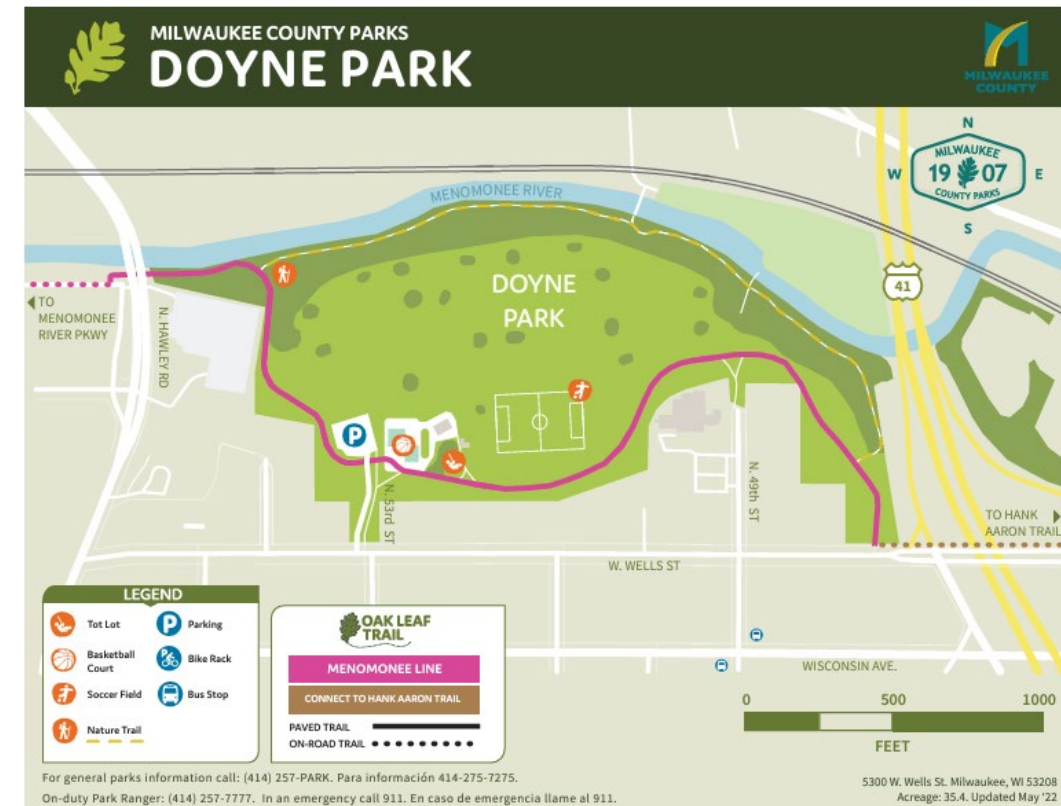 MILWAUKEE COUNTY PARKS
DOYNE PARK
MILWAUKEE
COUNTY
N
W
E
S
MILWAUKEE
19 07
COUNTY PARKS
MENOMONEE RIVER
DOYNE
PARK
41
TO
MENOMONEE
RIVER PKWY
N. HAWLEY RD
P
N. 53rd ST
N. 49th ST
TO HANK
AARON TRAIL
W. WELLS ST
WISCONSIN AVE.
LEGEND
Tot Lot
P Parking
Basketball
Court
P Bike Rack
Soccer Field
Bus Stop
Nature Trail
OAK LEAF
TRAIL
MENOMONEE LINE
CONNECT TO HANK AARON TRAIL
PAVED TRAIL
ON-ROAD TRAIL
0 500 1000
FEET
For general parks information call: (414) 257-PARK. Para información 414-275-7275.
On-duty Park Ranger: (414) 257-7777. In an emergency call 911. En caso de emergencia llame al 911.
5300 W. Wells St. Milwaukee, WI 53208
Acreage: 35.4. Updated May '22